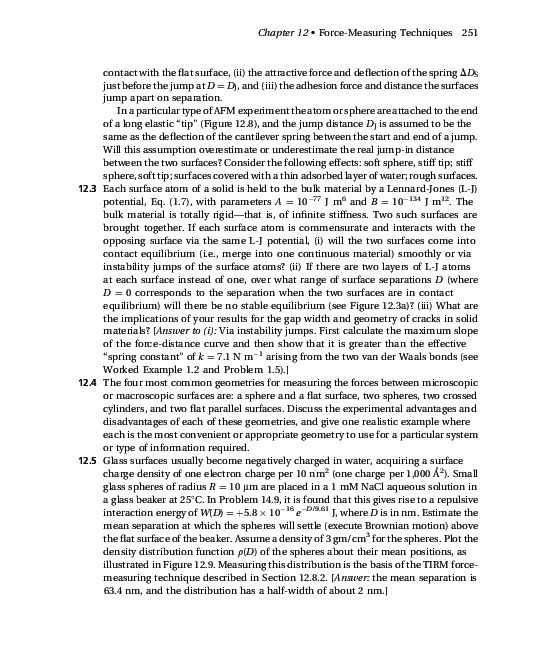 Chapter 12 • Force-Measuring Techniques 251
contact with the flat surface, (ii) the attractive force and deflection of the spring ΔDS
just before the jump at D = DJ, and (iii) the adhesion force and distance the surfaces
jump apart on separation.
In a particular type of AFM experiment the atom or sphere are attached to the end
of a long elastic “tip” (Figure 12.8), and the jump distance DJ is assumed to be the
same as the deflection of the cantilever spring between the start and end of a jump.
Will this assumption overestimate or underestimate the real jump-in distance
between the two surfaces? Consider the following effects: soft sphere, stiff tip; stiff
sphere, soft tip; surfaces covered with a thin adsorbed layer of water; rough surfaces.
12.3 Each surface atom of a solid is held to the bulk material by a Lennard-Jones (L-J)
potential, Eq. (1.7), with parameters A = 10⁻⁷⁷ J m⁶ and B = 10⁻¹³⁴ J m¹². The
bulk material is totally rigid—that is, of infinite stiffness. Two such surfaces are
brought together. If each surface atom is commensurate and interacts with the
opposing surface via the same L-J potential, (i) will the two surfaces come into
contact equilibrium (i.e., merge into one continuous material) smoothly or via
instability jumps of the surface atoms? (ii) If there are two layers of L-J atoms
at each surface instead of one, over what range of surface separations D (where
D = 0 corresponds to the separation when the two surfaces are in contact
equilibrium) will there be no stable equilibrium (see Figure 12.3a)? (iii) What are
the implications of your results for the gap width and geometry of cracks in solid
materials? [Answer to (i): Via instability jumps. First calculate the maximum slope
of the force-distance curve and then show that it is greater than the effective
“spring constant” of k = 7.1 N m⁻¹ arising from the two van der Waals bonds (see
Worked Example 1.2 and Problem 1.5).]
12.4 The four most common geometries for measuring the forces between microscopic
or macroscopic surfaces are: a sphere and a flat surface, two spheres, two crossed
cylinders, and two flat parallel surfaces. Discuss the experimental advantages and
disadvantages of each of these geometries, and give one realistic example where
each is the most convenient or appropriate geometry to use for a particular system
or type of information required.
12.5 Glass surfaces usually become negatively charged in water, acquiring a surface
charge density of one electron charge per 10 nm² (one charge per 1,000 Å²). Small
glass spheres of radius R = 10 μm are placed in a 1 mM NaCl aqueous solution in
a glass beaker at 25°C. In Problem 14.9, it is found that this gives rise to a repulsive
interaction energy of W(D) = +5.8 × 10⁻¹⁶ e⁻ᴰ/⁹·⁶¹ J, where D is in nm. Estimate the
mean separation at which the spheres will settle (execute Brownian motion) above
the flat surface of the beaker. Assume a density of 3 gm/cm³ for the spheres. Plot the
density distribution function ρ(D) of the spheres about their mean positions, as
illustrated in Figure 12.9. Measuring this distribution is the basis of the TIRM force-
measuring technique described in Section 12.8.2. [Answer: the mean separation is
63.4 nm, and the distribution has a half-width of about 2 nm.]